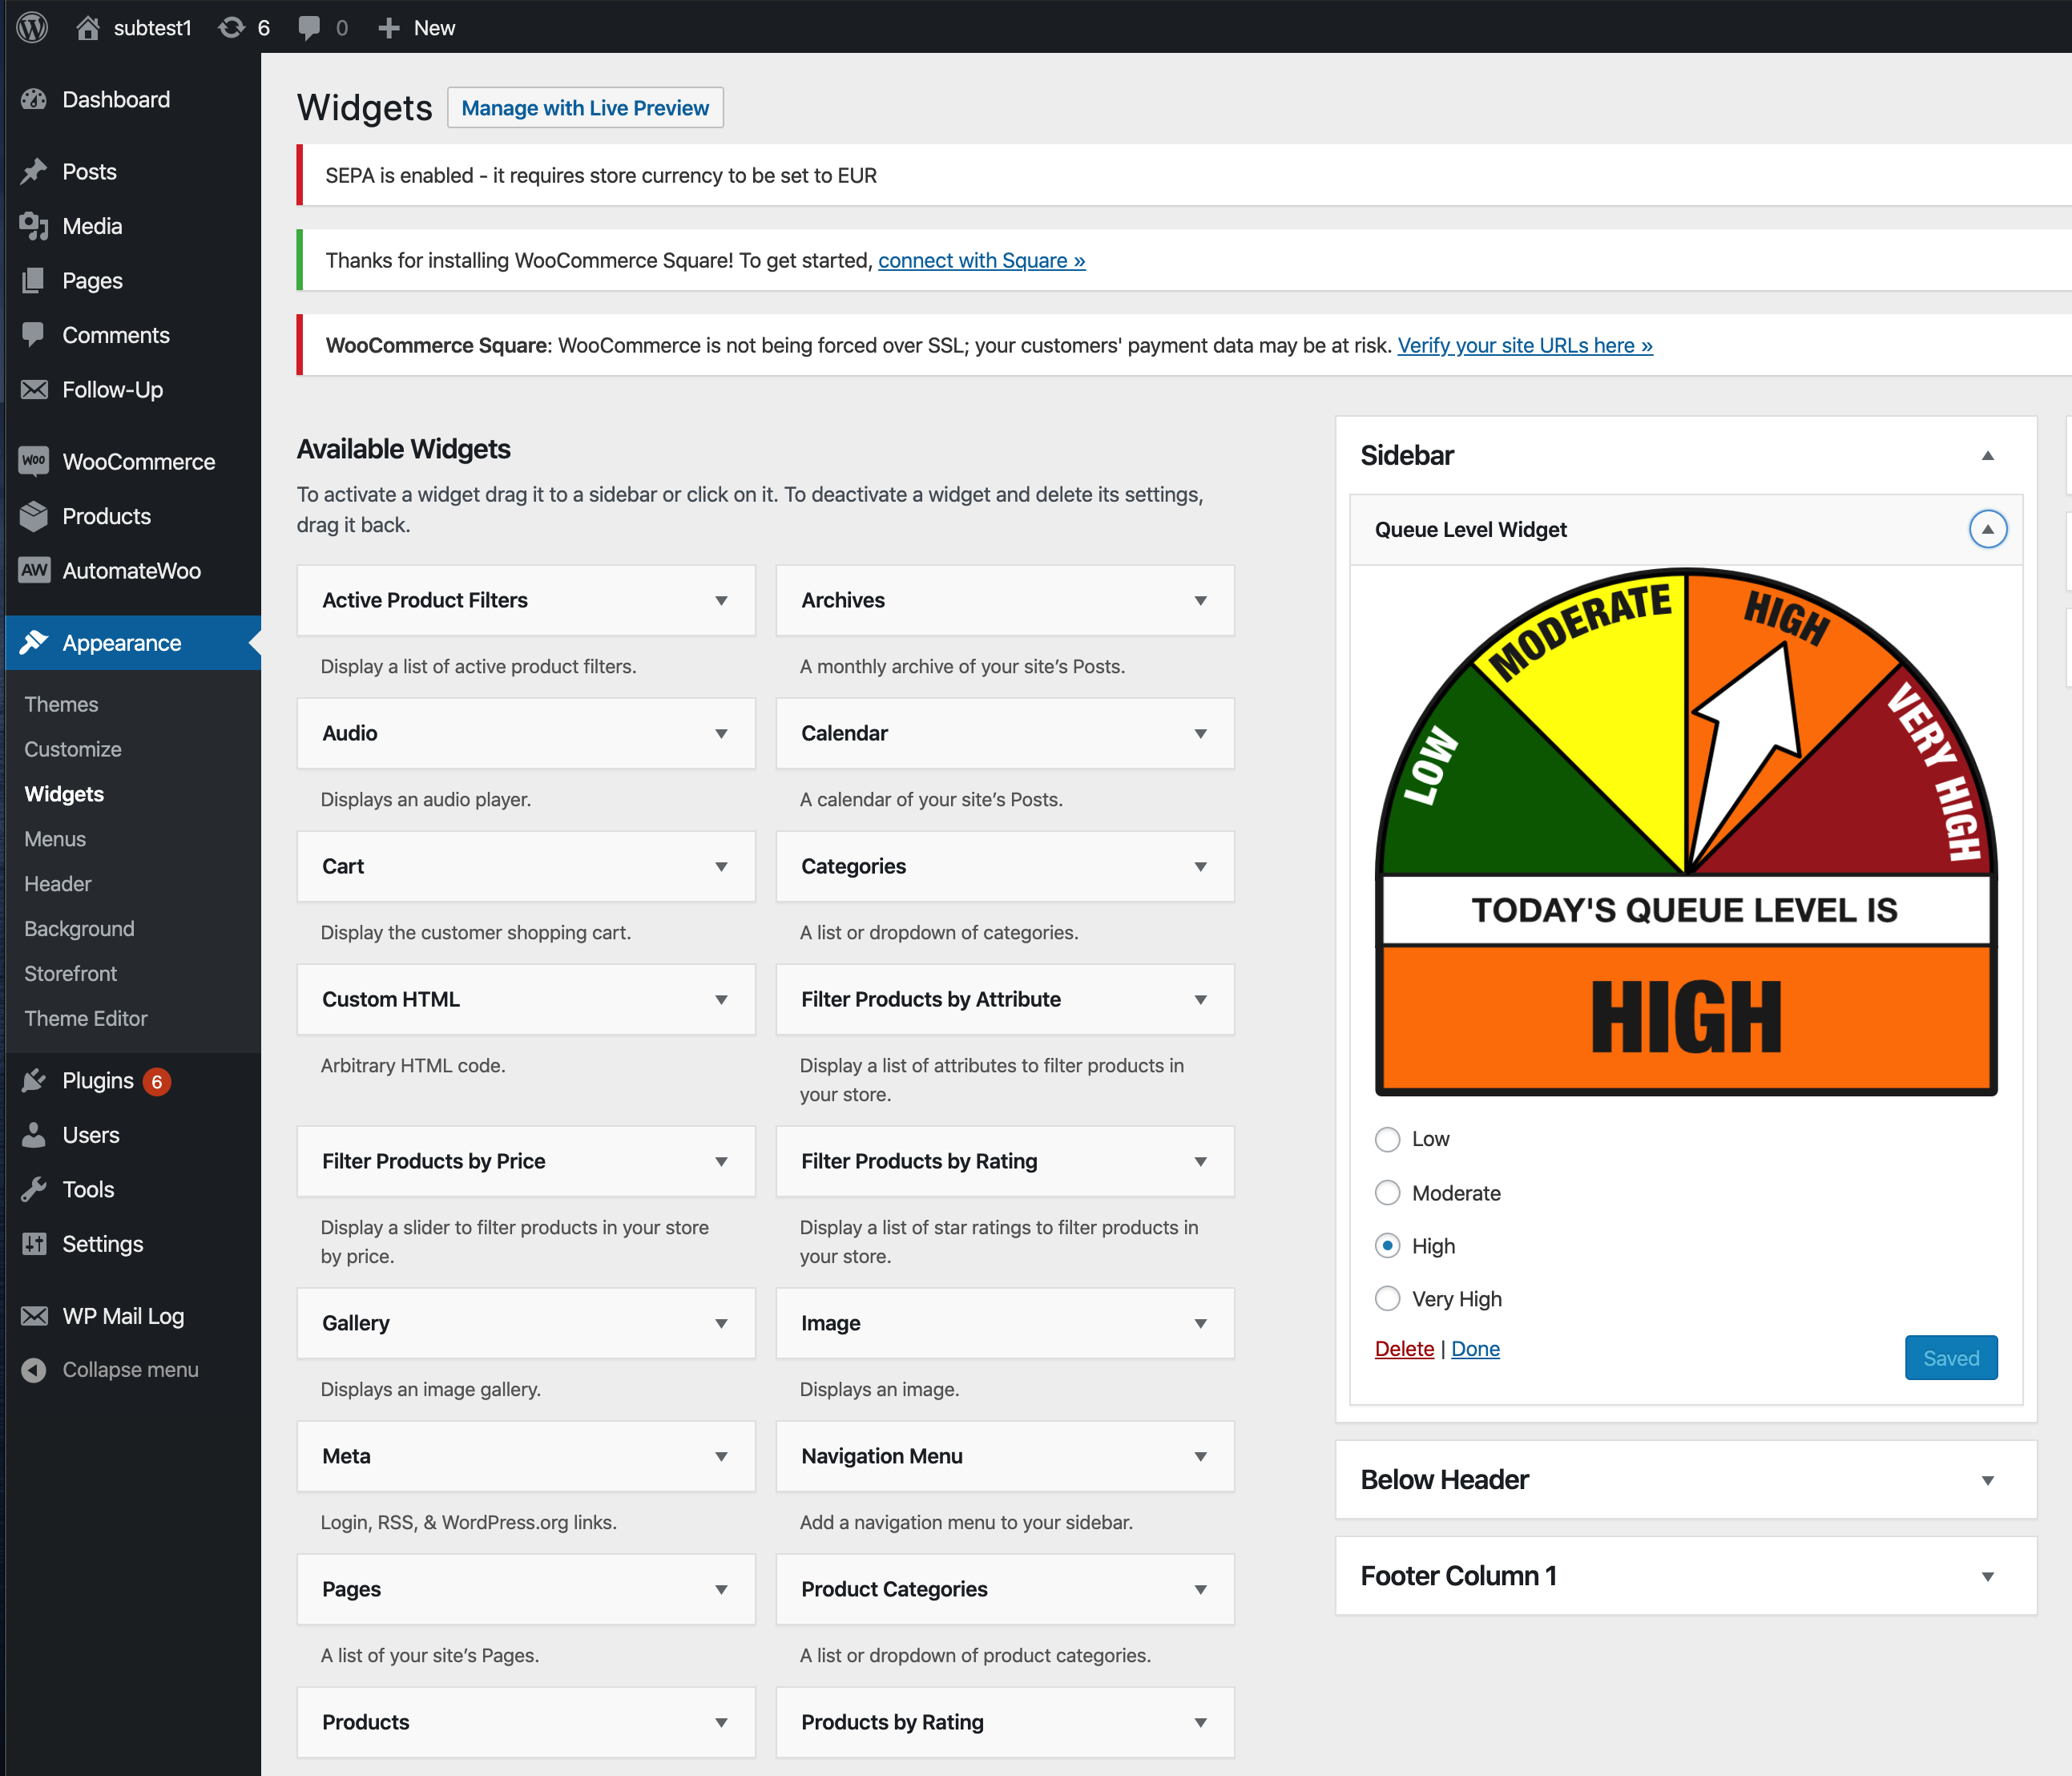 subtest1 6 0 New
Dashboard
Posts
Media
Pages
Comments
Follow-Up
Woo WooCommerce
Products
AW AutomateWoo
Appearance
Themes
Customize
Widgets
Menus
Header
Background
Storefront
Theme Editor
Plugins 6
Users
Tools
Settings
WP Mail Log
Collapse menu
Widgets Manage with Live Preview
SEPA is enabled - it requires store currency to be set to EUR
Thanks for installing WooCommerce Square! To get started, connect with Square »
WooCommerce Square: WooCommerce is not being forced over SSL; your customers' payment data may be at risk. Verify your site URLs here »
Available Widgets
To activate a widget drag it to a sidebar or click on it. To deactivate a widget and delete its settings,
drag it back.
Active Product Filters
Display a list of active product filters.
Archives
A monthly archive of your site’s Posts.
Audio
Displays an audio player.
Calendar
A calendar of your site’s Posts.
Cart
Display the customer shopping cart.
Categories
A list or dropdown of categories.
Custom HTML
Arbitrary HTML code.
Filter Products by Attribute
Display a list of attributes to filter products in
your store.
Filter Products by Price
Display a slider to filter products in your store
by price.
Filter Products by Rating
Display a list of star ratings to filter products in
your store.
Gallery
Displays an image gallery.
Image
Displays an image.
Meta
Login, RSS, & WordPress.org links.
Navigation Menu
Add a navigation menu to your sidebar.
Pages
A list of your site’s Pages.
Product Categories
A list or dropdown of product categories.
Products
Products by Rating
Sidebar
Queue Level Widget
LOW
MODERATE
HIGH
VERY HIGH
TODAY'S QUEUE LEVEL IS
HIGH
Low
Moderate
High
Very High
Delete | Done
Saved
Below Header
Footer Column 1